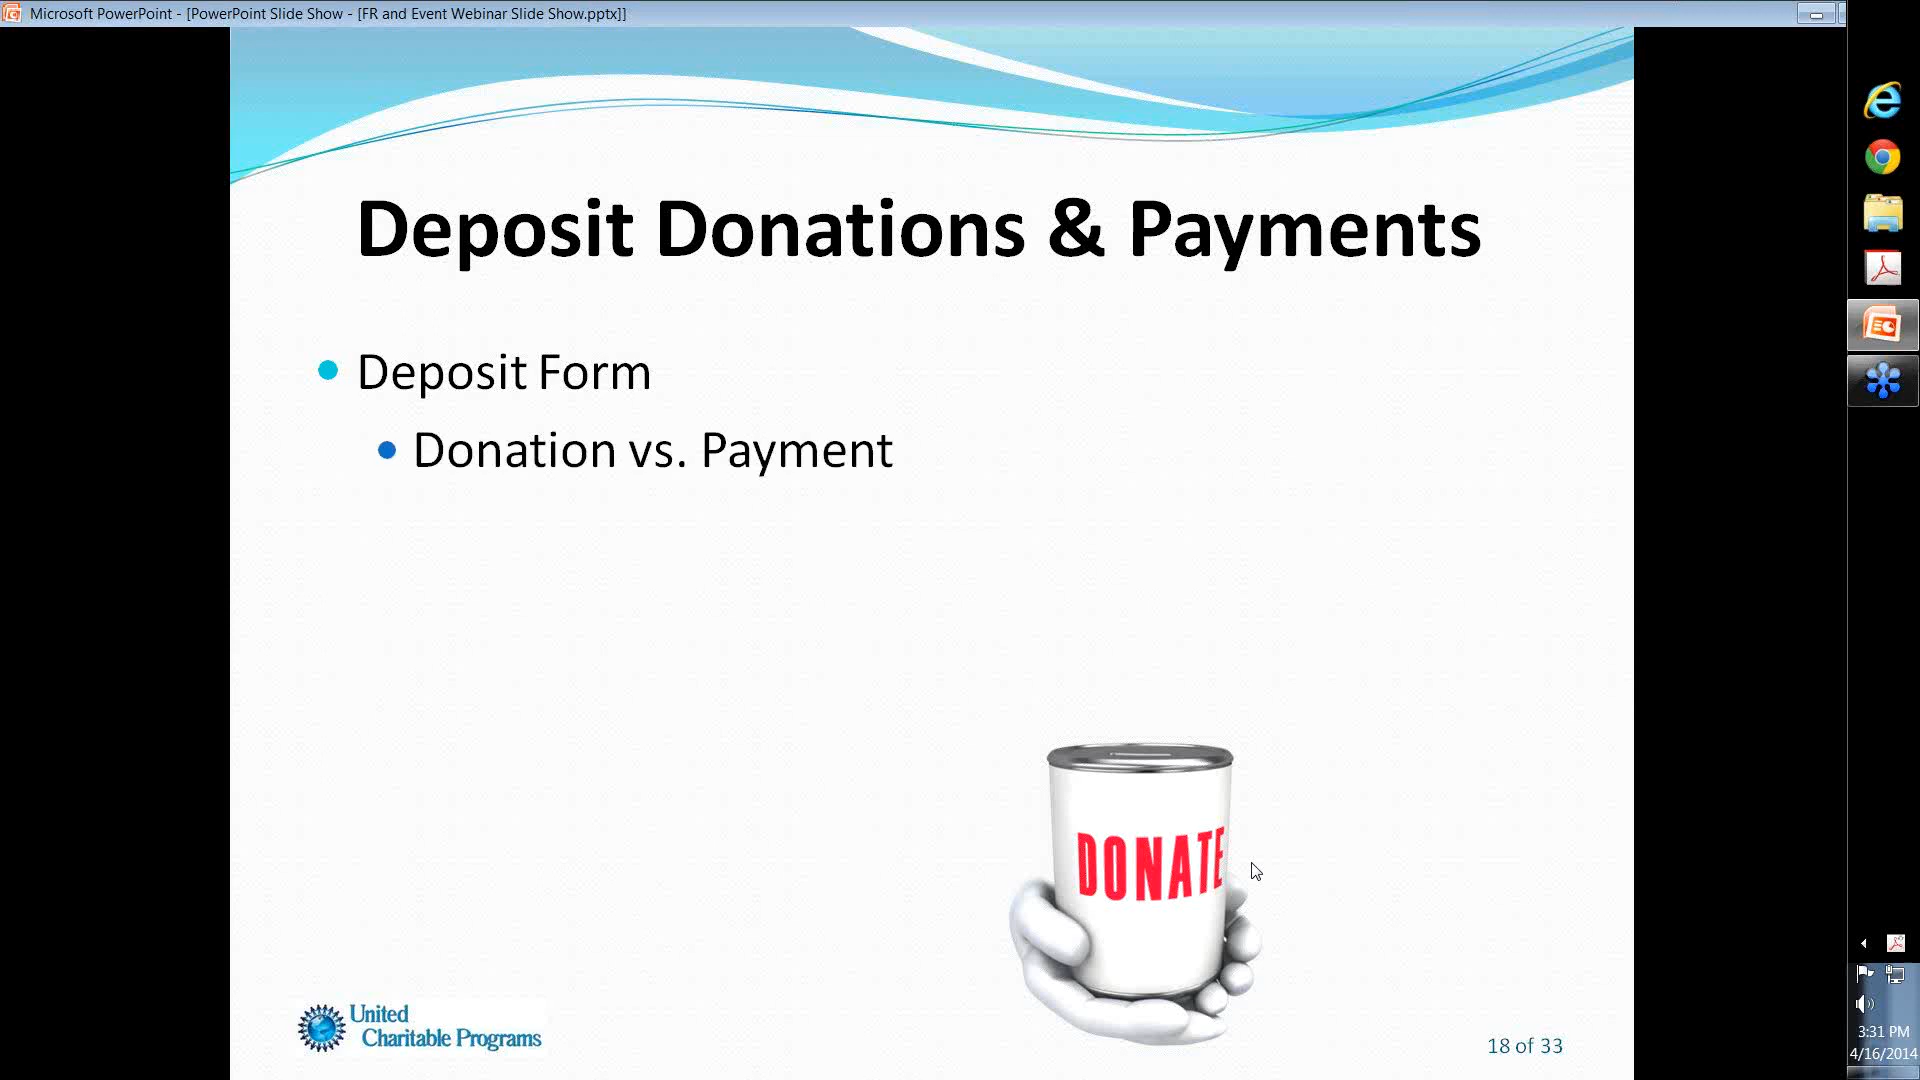 Microsoft PowerPoint - [PowerPoint Slide Show - [FR and Event Webinar Slide Show.pptx]]
Deposit Donations & Payments
Deposit Form
Donation vs. Payment
DONATE
United
Charitable Programs
18 of 33
3:31 PM
4/16/2014